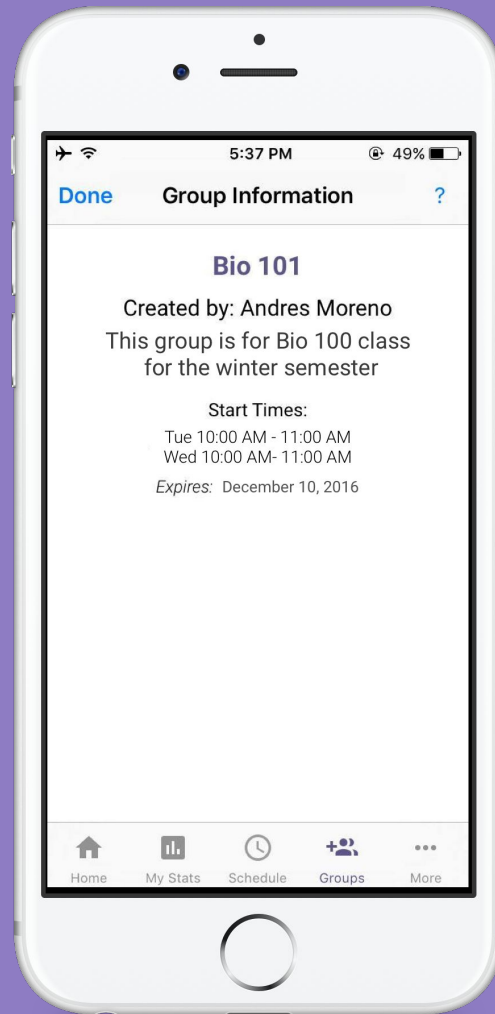 5:37 PM
49%
Done Group Information ?
Bio 101
Created by: Andres Moreno
This group is for Bio 100 class
for the winter semester
Start Times:
Tue 10:00 AM - 11:00 AM
Wed 10:00 AM- 11:00 AM
Expires: December 10, 2016
Home My Stats Schedule Groups More